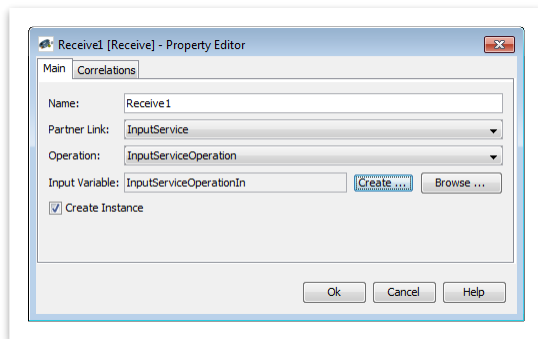 Receive1 [Receive] - Property Editor
Main Correlations
Name: Receive1
Partner Link: InputService
Operation: InputServiceOperation
Input Variable: InputServiceOperationIn Create ... Browse ...
Create Instance
Ok Cancel Help